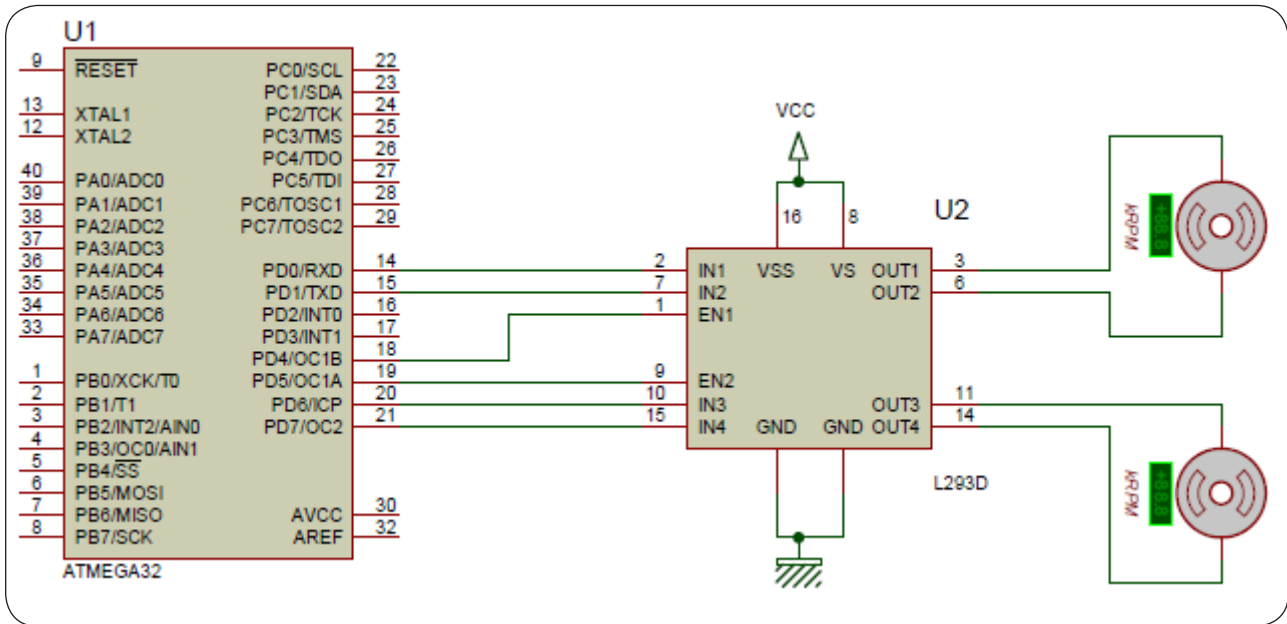 U1
9 RESET PC0/SCL 22
PC1/SDA 23
13 XTAL1 PC2/TCK 24
12 XTAL2 PC3/TMS 25
PC4/TDO 26
40 PA0/ADC0 PC5/TDI 27
39 PA1/ADC1 PC6/TOSC1 28
38 PA2/ADC2 PC7/TOSC2 29
37 PA3/ADC3
36 PA4/ADC4 PD0/RXD 14
35 PA5/ADC5 PD1/TXD 15
34 PA6/ADC6 PD2/INT0 16
33 PA7/ADC7 PD3/INT1 17
PD4/OC1B 18
1 PB0/XCK/T0 PD5/OC1A 19
2 PB1/T1 PD6/ICP 20
3 PB2/INT2/AIN0 PD7/OC2 21
4 PB3/OC0/AIN1
5 PB4/SS
6 PB5/MOSI
7 PB6/MISO AVCC 30
8 PB7/SCK AREF 32
ATMEGA32
VCC
16 8
U2
2 IN1 VSS VS OUT1 3
7 IN2 OUT2 6
1 EN1
9 EN2
10 IN3 OUT3 11
15 IN4 GND GND OUT4 14
L293D
+88.8
kRPM
+88.8
kRPM